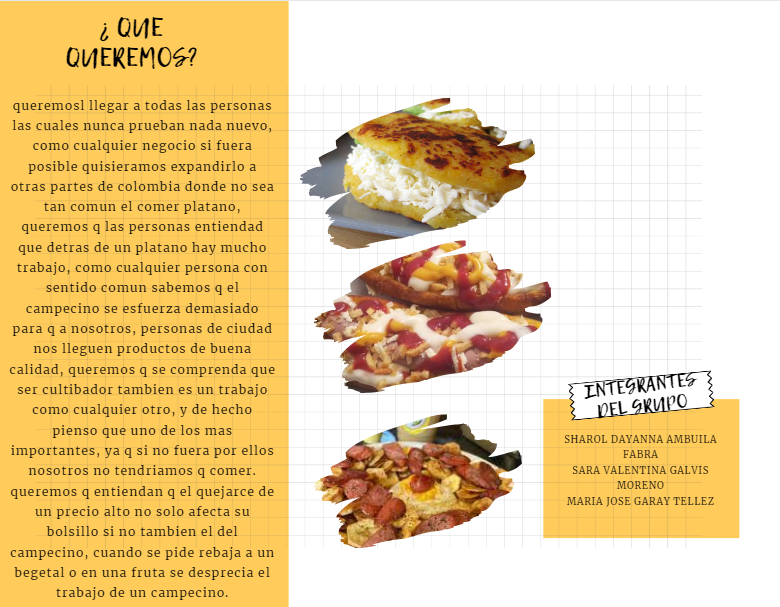 ¿ QUE
QUEREMOS?
queremosl llegar a todas las personas
las cuales nunca prueban nada nuevo,
como cualquier negocio si fuera
posible quisieramos expandirlo a
otras partes de colombia donde no sea
tan comun el comer platano,
queremos q las personas entiendad
que detras de un platano hay mucho
trabajo, como cualquier persona con
sentido comun sabemos q el
campecino se esfuerza demasiado
para q a nosotros, personas de ciudad
nos lleguen productos de buena
calidad, queremos q se comprenda que
ser cultibador tambien es un trabajo
como cualquier otro, y de hecho
pienso que uno de los mas
importantes, ya q si no fuera por ellos
nosotros no tendriamos q comer.
queremos q entiendan q el quejarce de
un precio alto no solo afecta su
bolsillo si no tambien el del
campecino, cuando se pide rebaja a un
begetal o en una fruta se desprecia el
trabajo de un campecino.
INTEGRANTES
DEL GRUPO
SHAROL DAYANNA AMBUILA
FABRA
SARA VALENTINA GALVIS
MORENO
MARIA JOSE GARAY TELLEZ